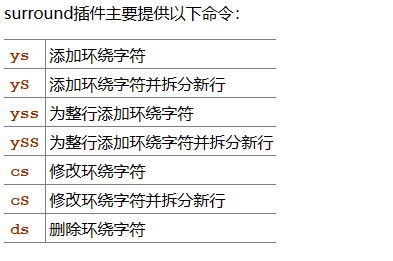 surround插件主要提供以下命令：
ys 添加环绕字符
yS 添加环绕字符并拆分新行
yss 为整行添加环绕字符
ySS 为整行添加环绕字符并拆分新行
cs 修改环绕字符
cS 修改环绕字符并拆分新行
ds 删除环绕字符